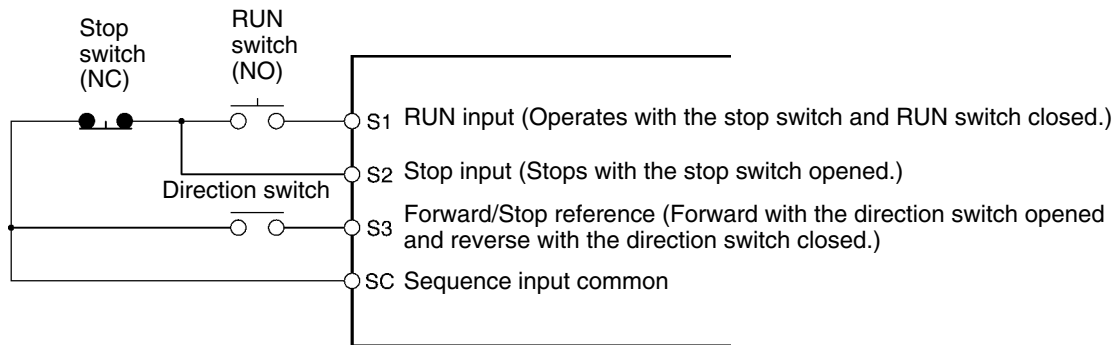 Stop
switch
(NC)
RUN
switch
(NO)
S1 RUN input (Operates with the stop switch and RUN switch closed.)
S2 Stop input (Stops with the stop switch opened.)
Direction switch
S3 Forward/Stop reference (Forward with the direction switch opened
and reverse with the direction switch closed.)
SC Sequence input common